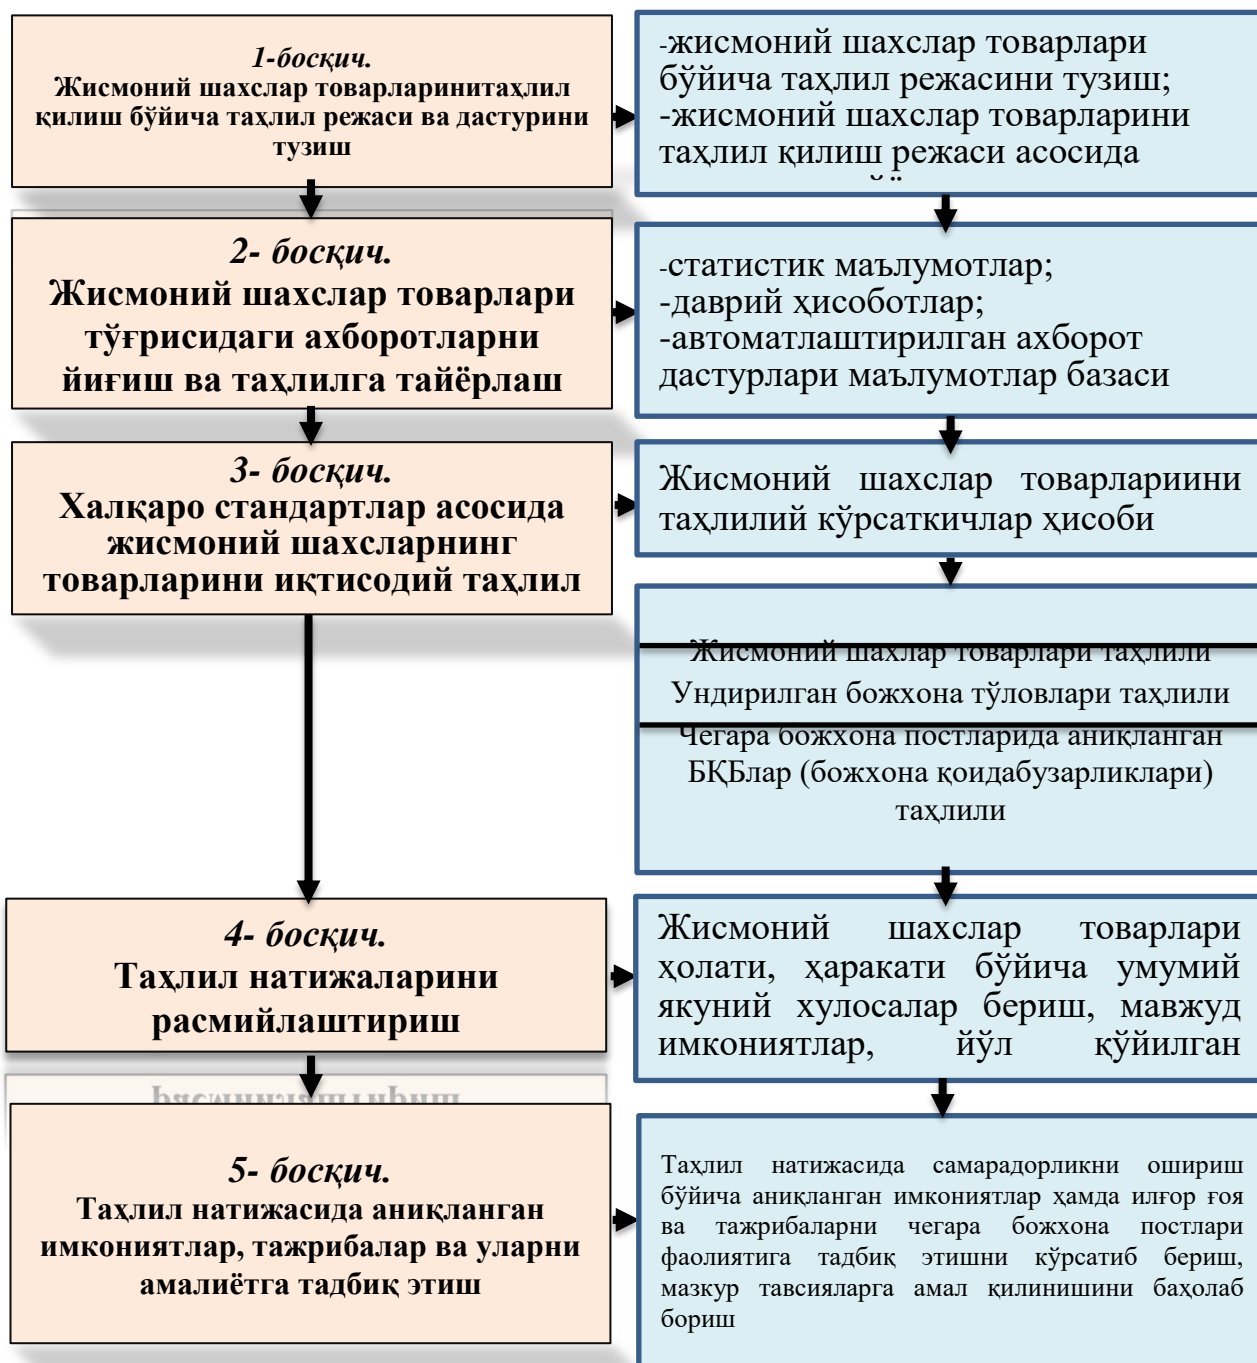 1-босқич.
Жисмоний шахслар товарларинитаҳлил
қилиш бўйича таҳлил режаси ва дастурини
тузиш
-жисмоний шахслар товарлари
бўйича таҳлил режасини тузиш;
-жисмоний шахслар товарларини
таҳлил қилиш режаси асосида
2- босқич.
Жисмоний шахслар товарлари
тўғрисидаги ахборотларни
йиғиш ва таҳлилга тайёрлаш
-статистик маълумотлар;
-даврий ҳисоботлар;
-автоматлаштирилган ахборот
дастурлари маълумотлар базаси
3- босқич.
Халқаро стандартлар асосида
жисмоний шахсларнинг
товарларини иқтисодий таҳлил
Жисмоний шахслар товарлариини
таҳлилий кўрсаткичлар ҳисоби
Жисмоний шахлар товарлари таҳлили
Ундирилган божхона тўловлари таҳлили
Чегара божхона постларида аниқланган
БҚБлар (божхона қоидабузарликлари)
таҳлили
4- босқич.
Таҳлил натижаларини
расмийлаштириш
Жисмоний шахслар товарлари
ҳолати, ҳаракати бўйича умумий
якуний хулосалар бериш, мавжуд
имкониятлар, йўл қўйилган
5- босқич.
Таҳлил натижасида аниқланган
имкониятлар, тажрибалар ва уларни
амалиётга тадбиқ этиш
Таҳлил натижасида самарадорликни ошириш
бўйича аниқланган имкониятлар ҳамда илғор ғоя
ва тажрибаларни чегара божхона постлари
фаолиятига тадбиқ этишни кўрсатиб бериш,
мазкур тавсияларга амал қилинишини баҳолаб
бориш